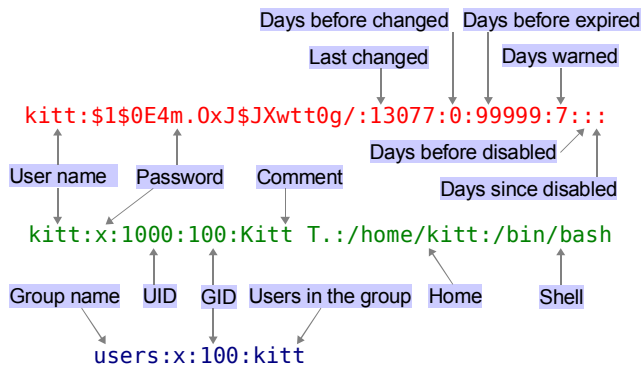 Days before changed Days before expired
Last changed Days warned
kitt:$1$0E4m.OxJ$JXwtt0g/:13077:0:99999:7:::
Days before disabled
User name Password Comment Days since disabled
kitt:x:1000:100:Kitt T.:/home/kitt:/bin/bash
Group name UID GID Users in the group Home Shell
users:x:100:kitt